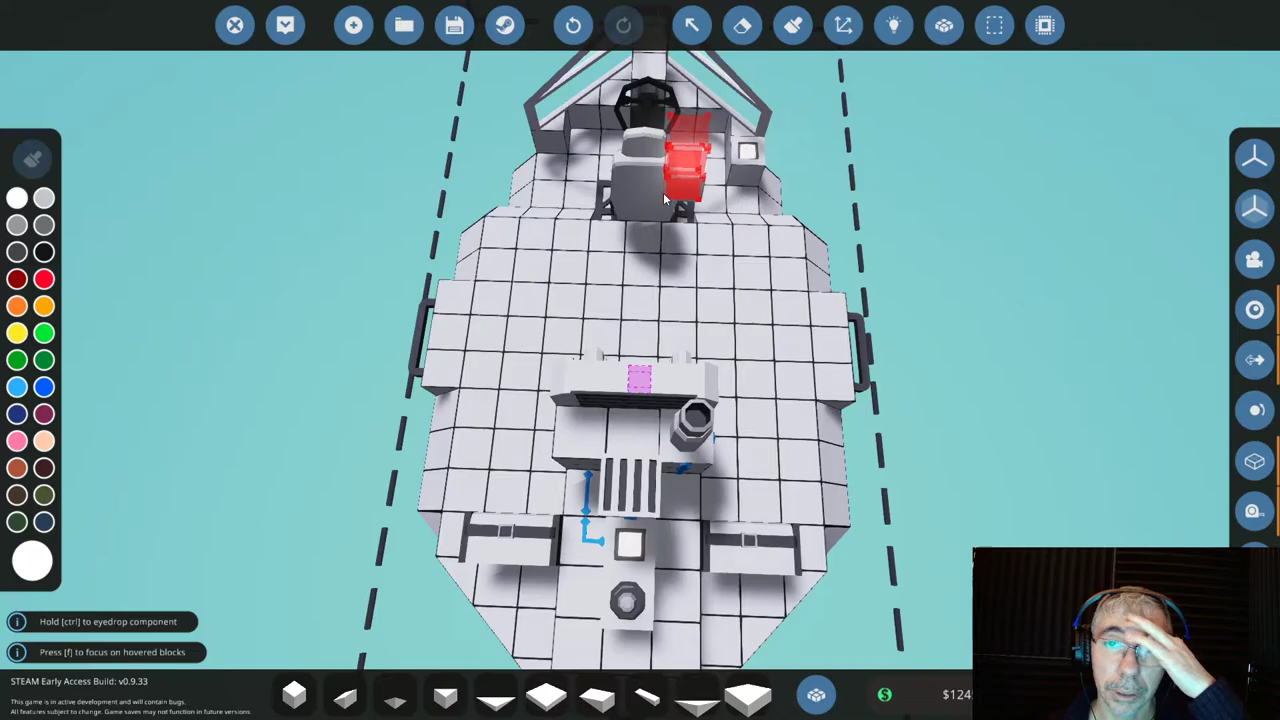 Hold [ctrl] to eyedrop component
Press [f] to focus on hovered blocks
STEAM Early Access Build: v0.9.33
This game is in active development and will contain bugs.
All features subject to change. Game saves may not function in future versions.
$124